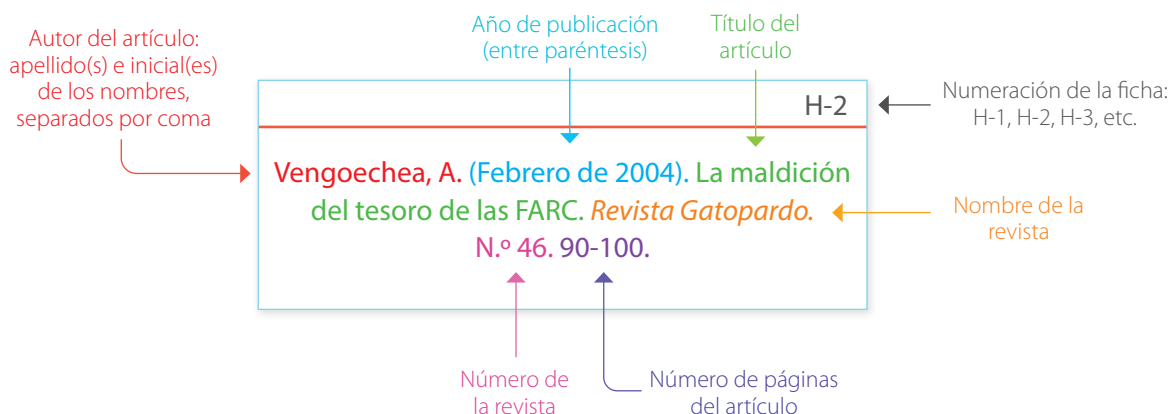 Autor del artículo:
apellido(s) e inicial(es)
de los nombres,
separados por coma
Año de publicación
(entre paréntesis)
Título del
artículo
H-2
Numeración de la ficha:
H-1, H-2, H-3, etc.
Vengoechea, A. (Febrero de 2004). La maldición
del tesoro de las FARC. Revista Gatopardo.
N.º 46. 90-100.
Nombre de la
revista
Número de
la revista
Número de páginas
del artículo